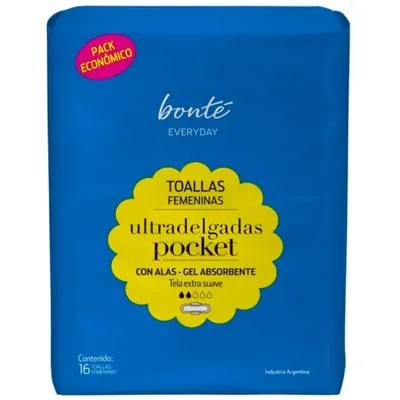 PACK
ECONÓMICO
bonté
EVERYDAY
TOALLAS
FEMENINAS
ultradelgadas
pocket
CON ALAS - GEL ABSORBENTE
Tela extra suave
Contenido:
16 TOALLAS
FEMENINAS
Industria Argentina